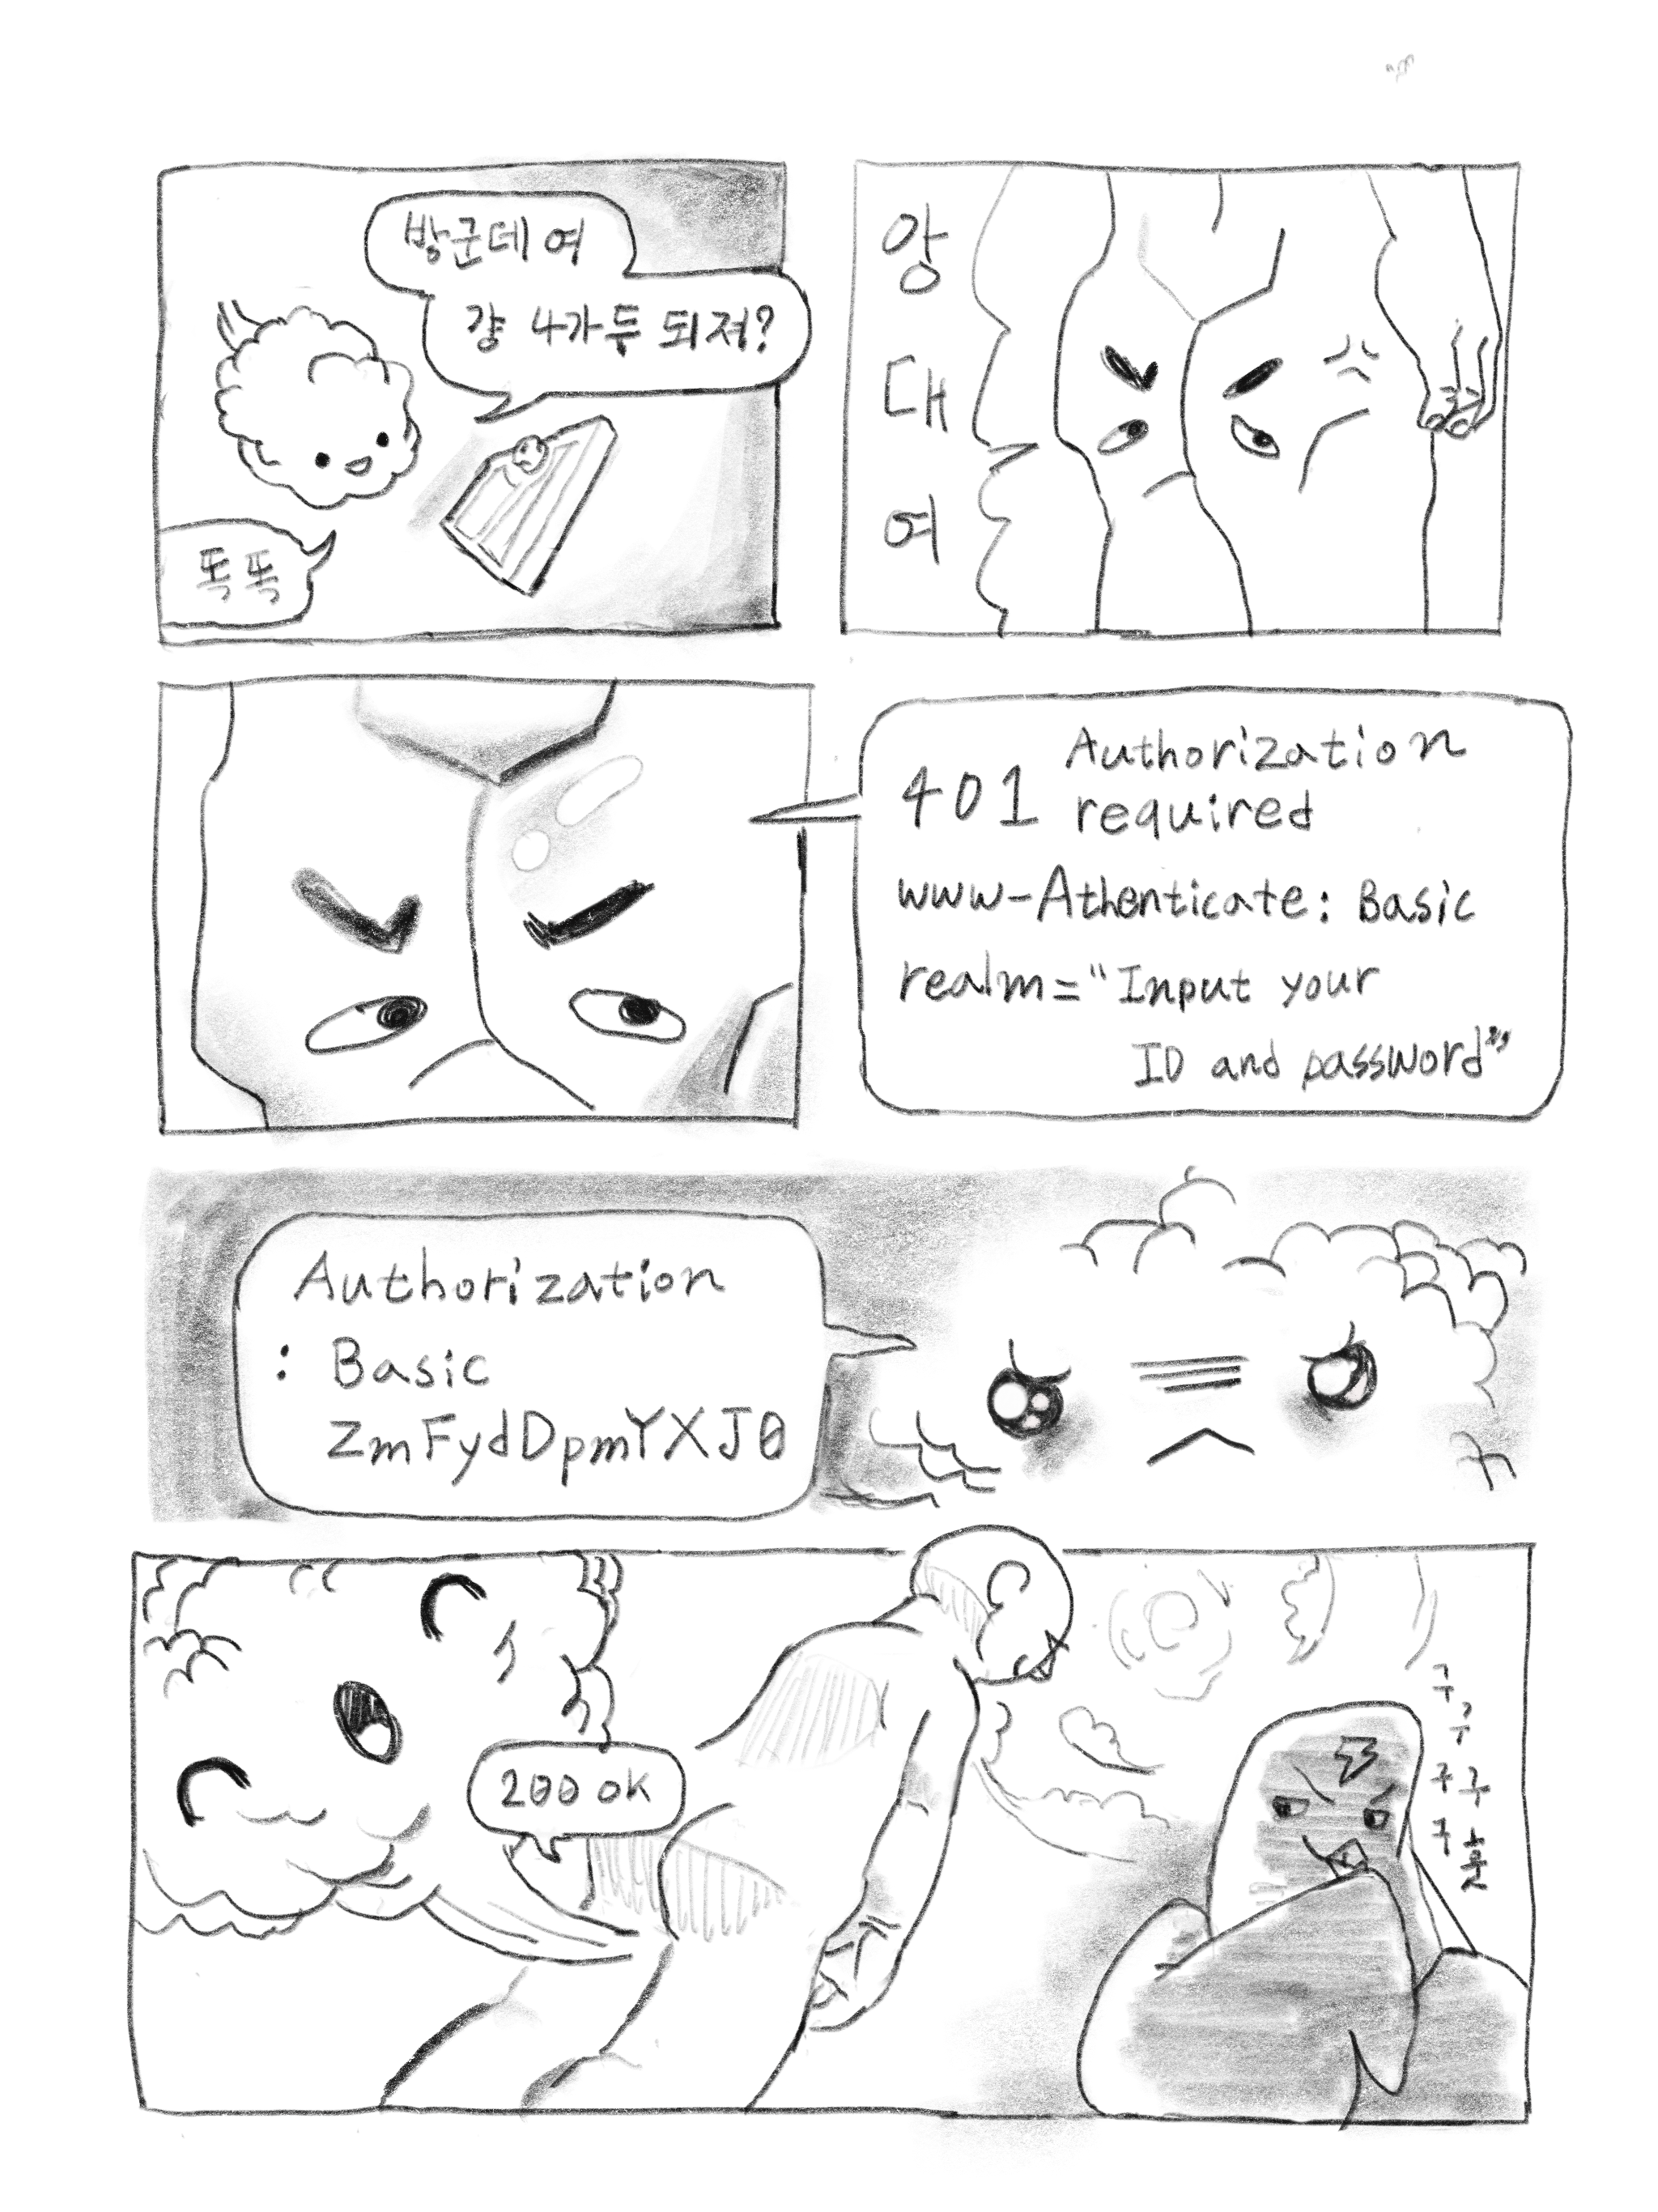 방군데 여
걍 4가두 되져?
똑똑
앙
대
여
401 Authorization
required
www-Athenticate: Basic
realm="Input your
ID and password"
Authorization
: Basic
ZmFydDpmYXJ0
200 OK
구구구구구훗